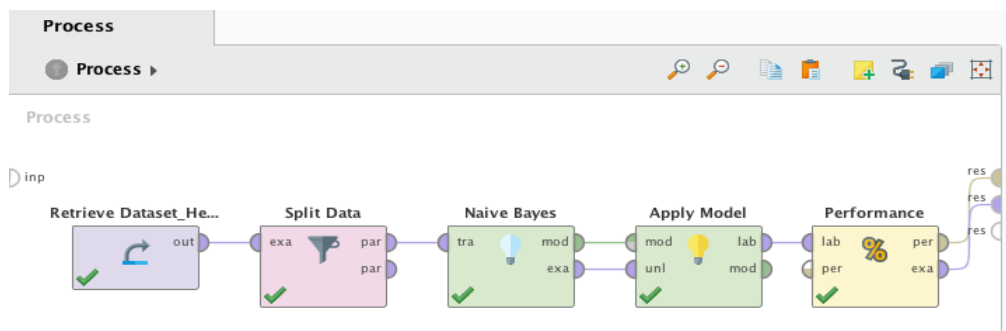 Process
Process
Process
inp
res
res
res
Retrieve Dataset_He...
out
Split Data
exa par
par
Naive Bayes
tra mod
exa
Apply Model
mod lab
unl mod
Performance
lab % per
per exa